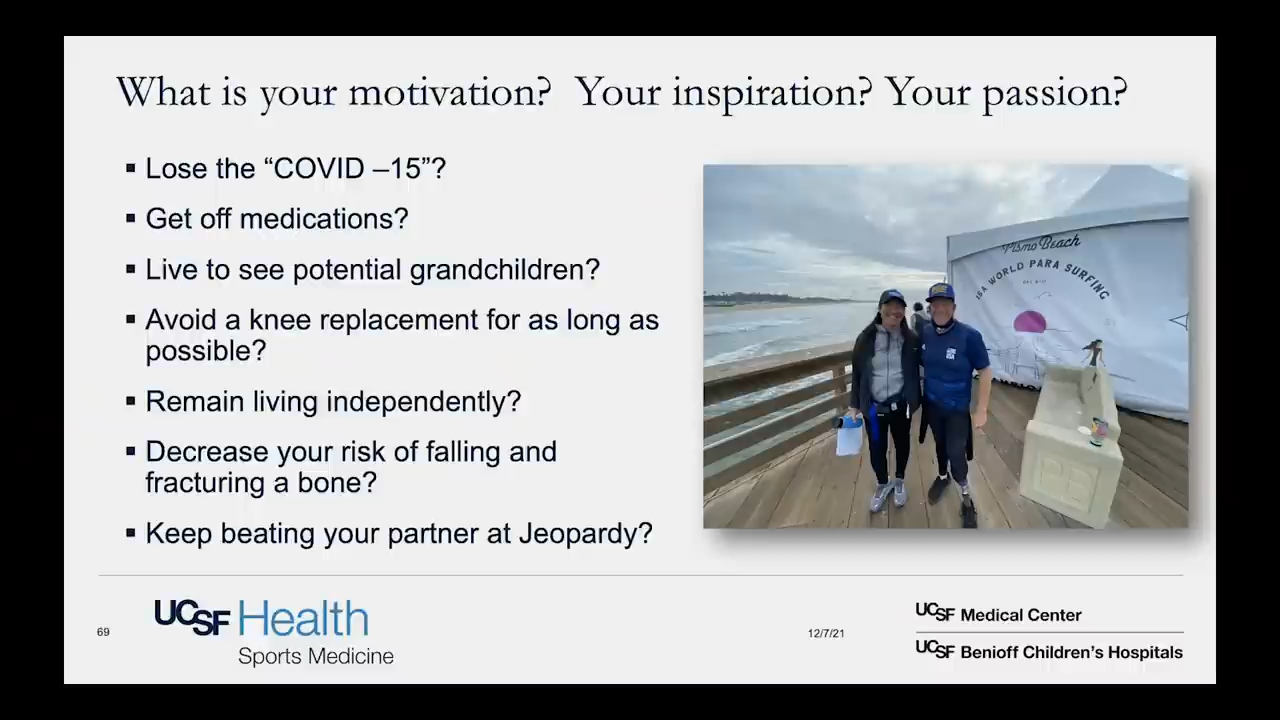 What is your motivation?  Your inspiration? Your passion?
▪ Lose the “COVID –15”?
▪ Get off medications?
▪ Live to see potential grandchildren?
▪ Avoid a knee replacement for as long as
possible?
▪ Remain living independently?
▪ Decrease your risk of falling and
fracturing a bone?
▪ Keep beating your partner at Jeopardy?
Pismo Beach
ISA WORLD PARA SURFING
PB
69
UCSF Health
Sports Medicine
12/7/21
UCSF Medical Center
UCSF Benioff Children’s Hospitals